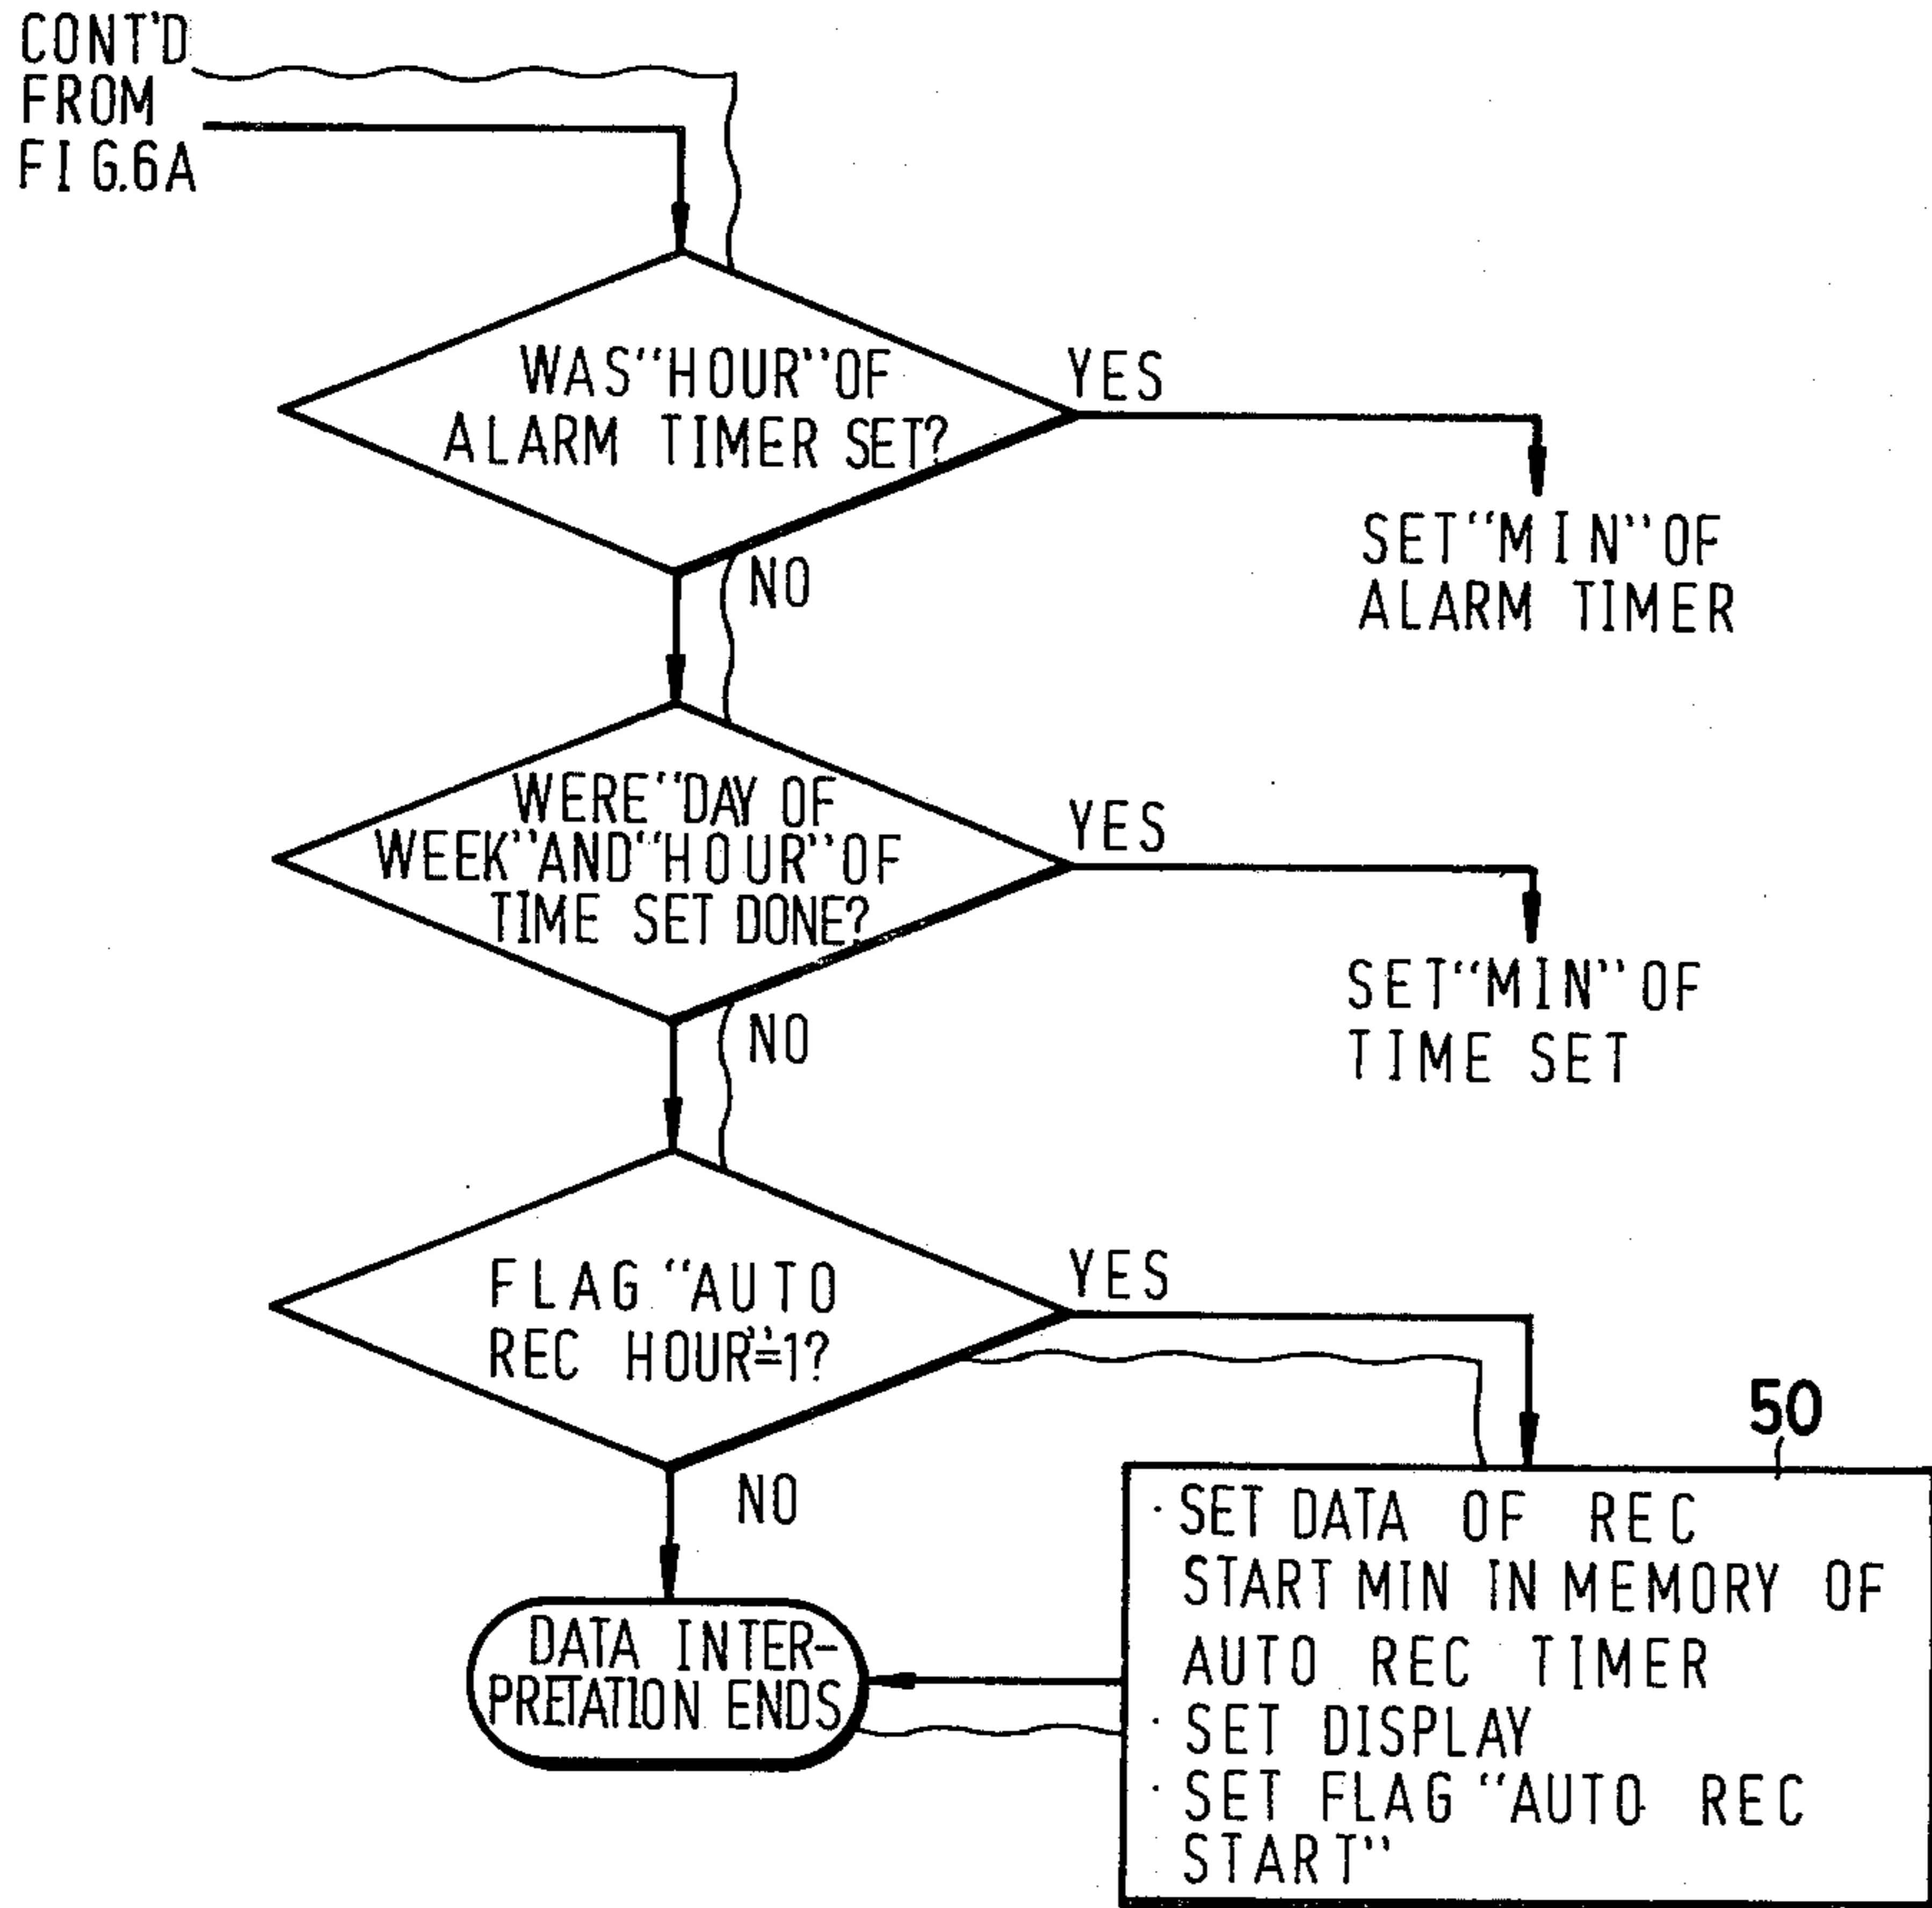 CONT'D
FROM
FIG.6A
WAS "HOUR" OF
ALARM TIMER SET?
YES
SET "MIN" OF
ALARM TIMER
NO
WERE "DAY OF
WEEK" AND "HOUR" OF
TIME SET DONE?
YES
SET "MIN" OF
TIME SET
NO
FLAG "AUTO
REC HOUR"=1?
YES
NO
50
· SET DATA OF REC
START MIN IN MEMORY OF
AUTO REC TIMER
· SET DISPLAY
· SET FLAG "AUTO REC
START"
DATA INTER-
PRETATION ENDS